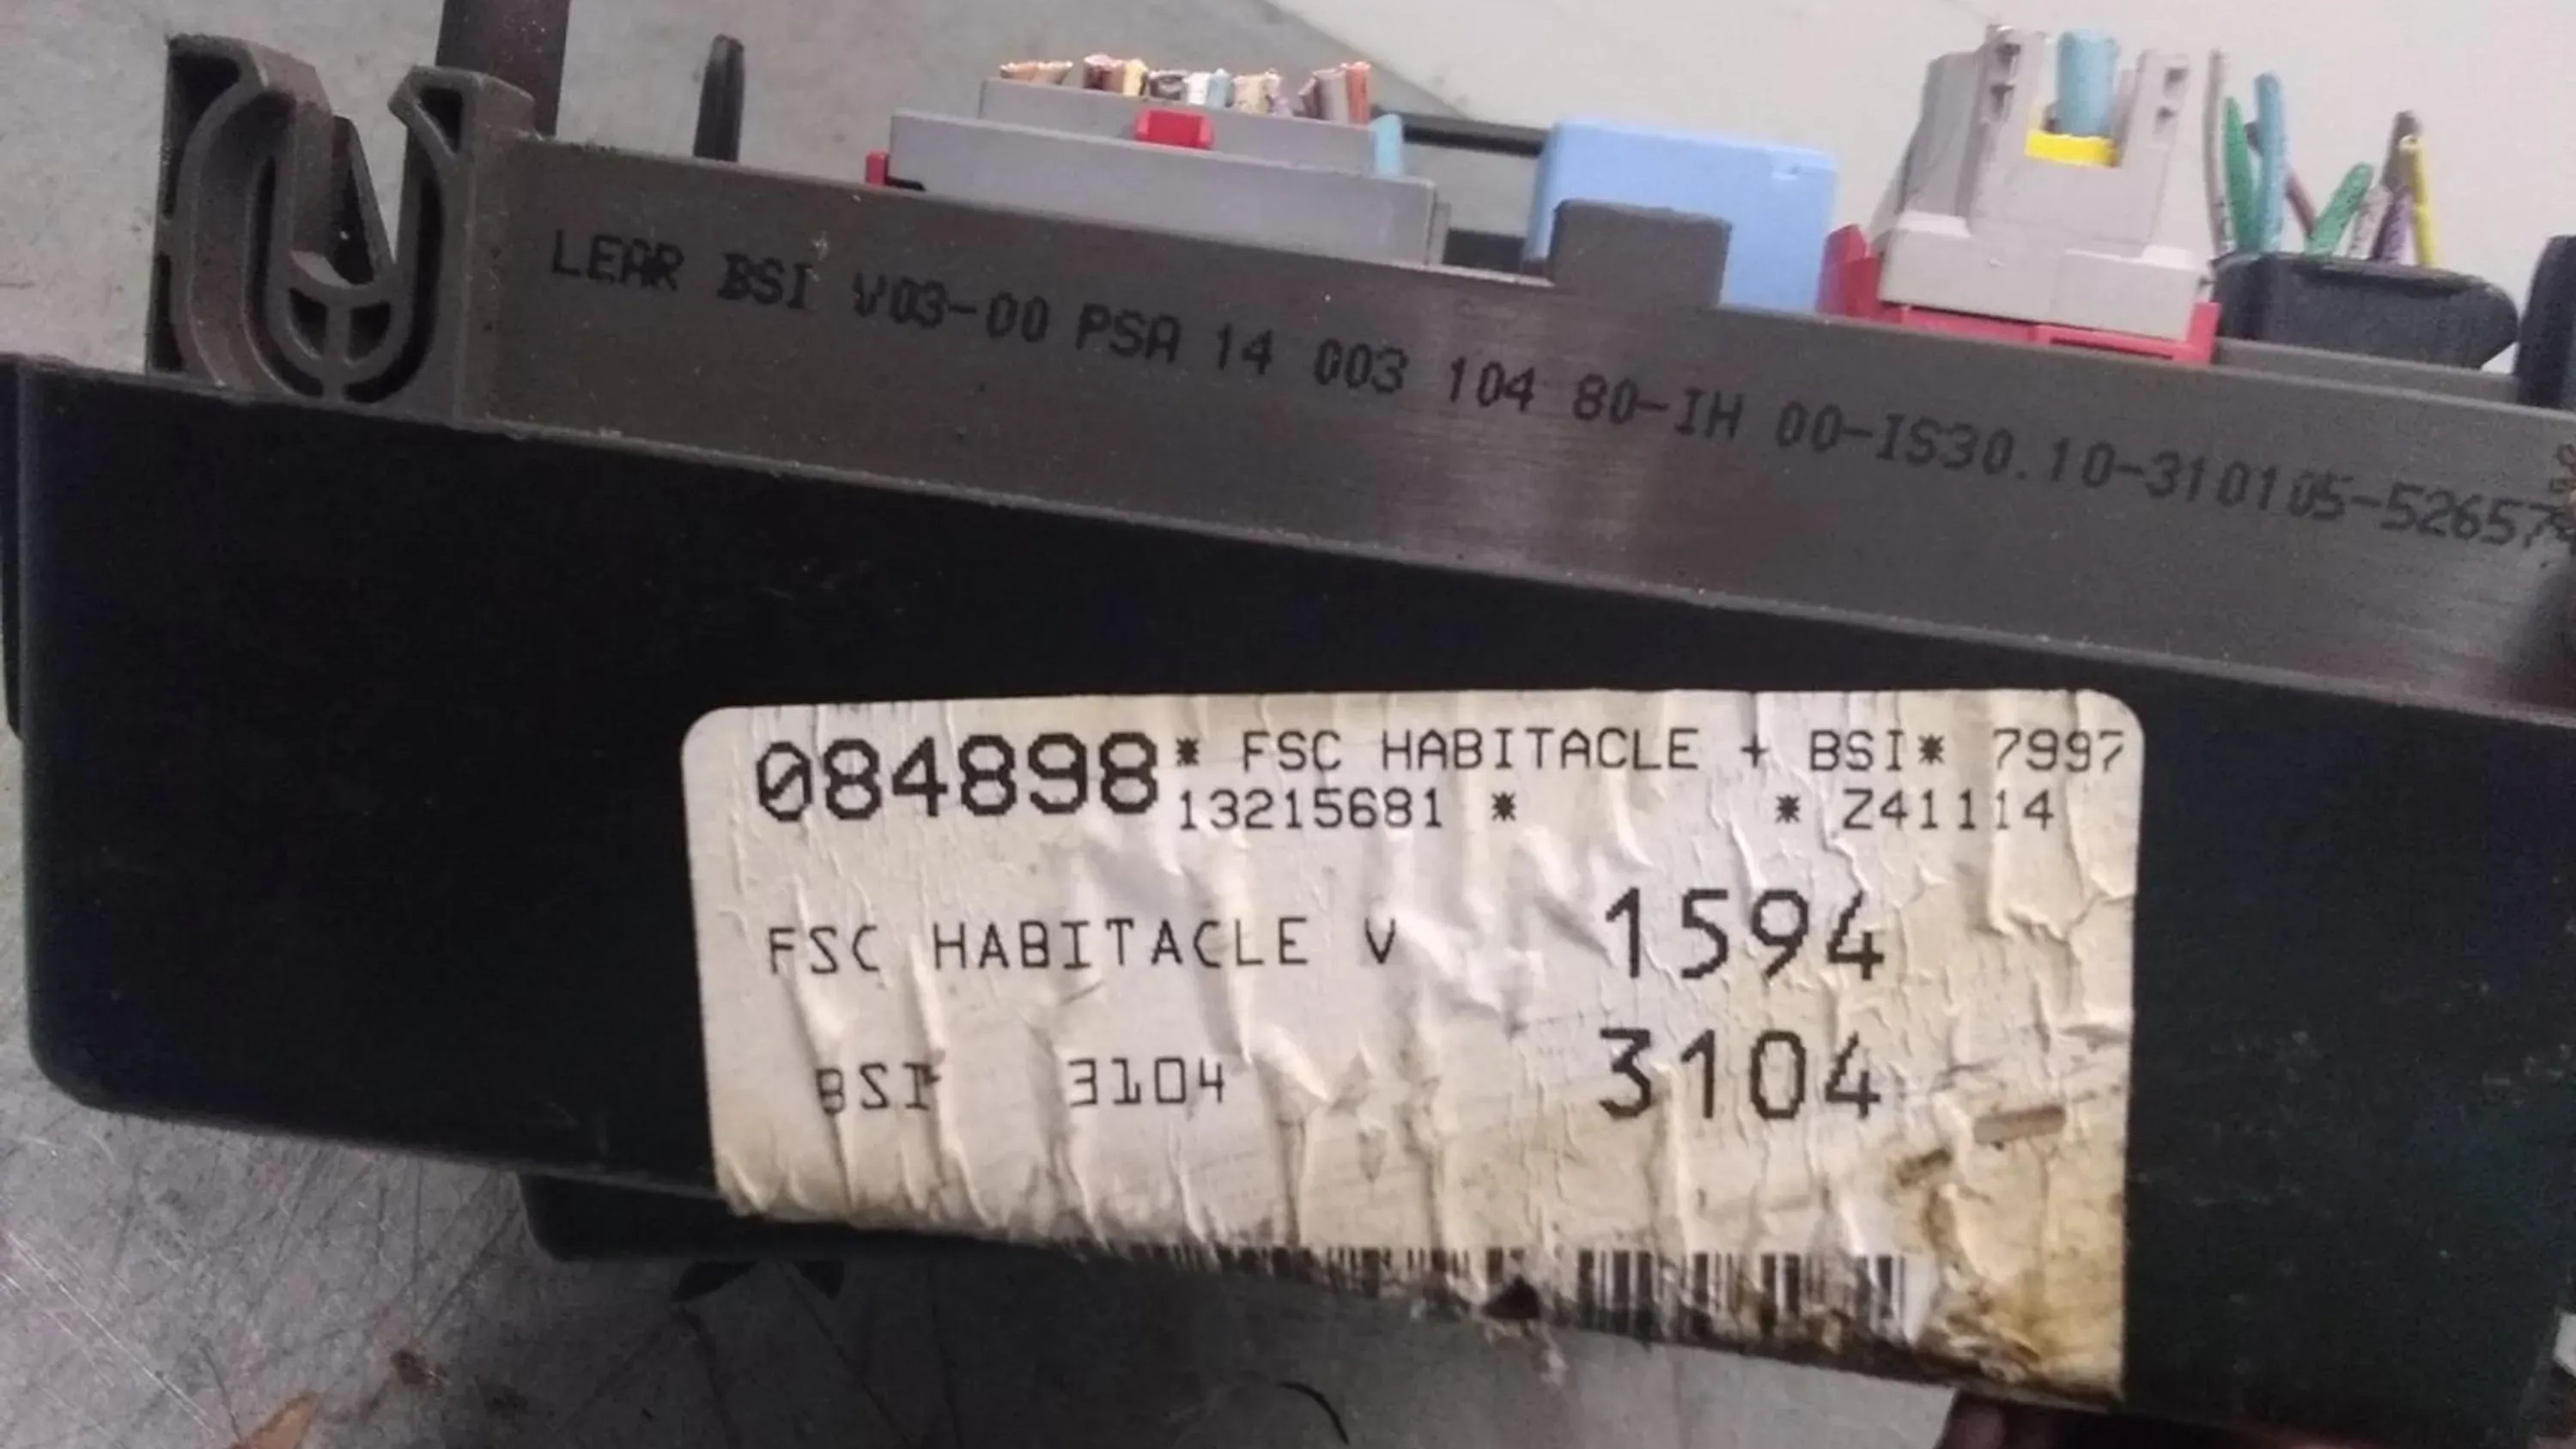 LEAR BSI V03-00 PSA 14 003 104 80-IH 00-IS30.10-310105-52657
084898* FSC HABITACLE + BSI* 7997
13215681 * * Z41114
FSC HABITACLE V 1594
BSI 3104 3104